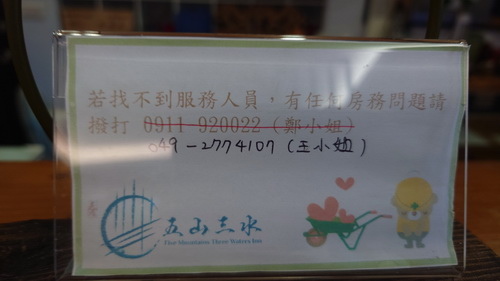 若找不到服務人員，有任何房務問題請
撥打 0911-920022（鄭小姐）
049-2774107（王小姐）
五山三水
Five Mountains Three Waters Inn